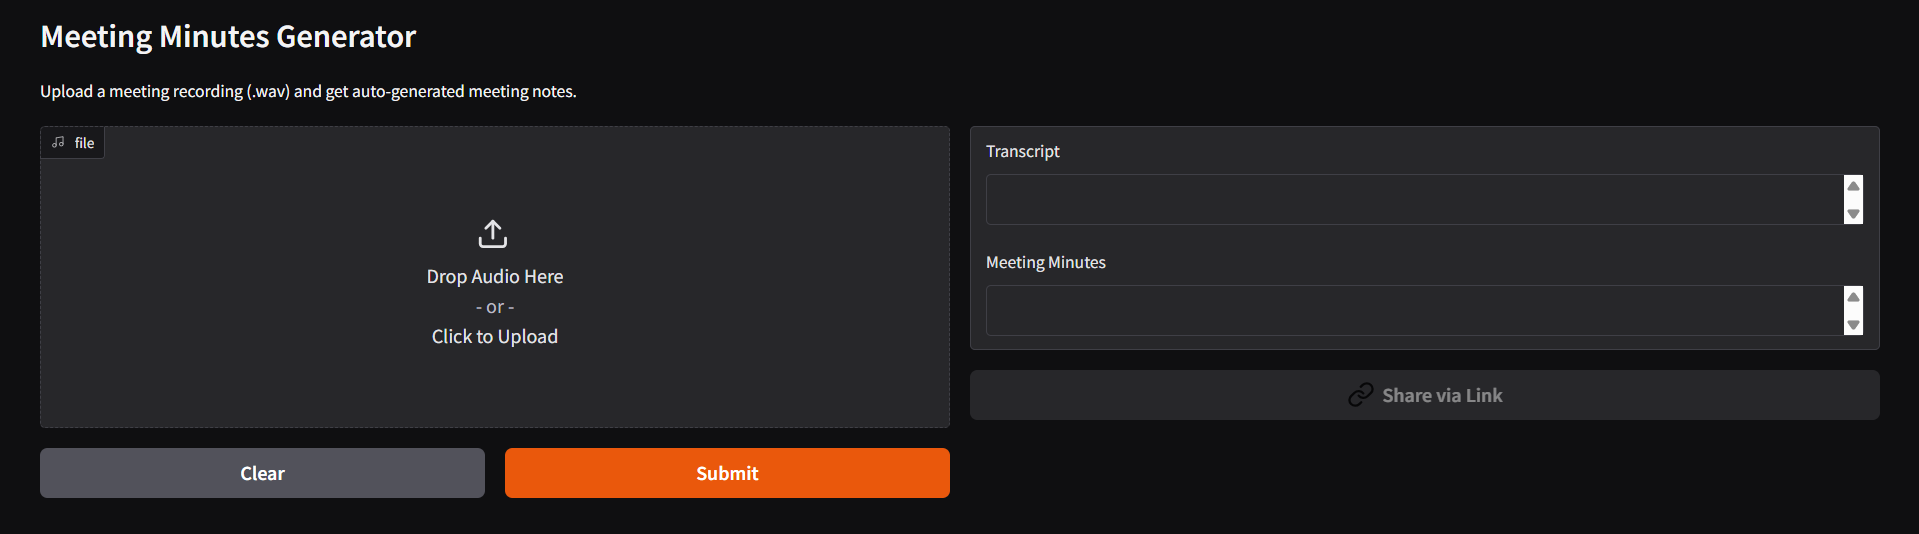 Meeting Minutes Generator
Upload a meeting recording (.wav) and get auto-generated meeting notes.
file
Drop Audio Here
- or -
Click to Upload
Clear
Submit
Transcript
Meeting Minutes
Share via Link